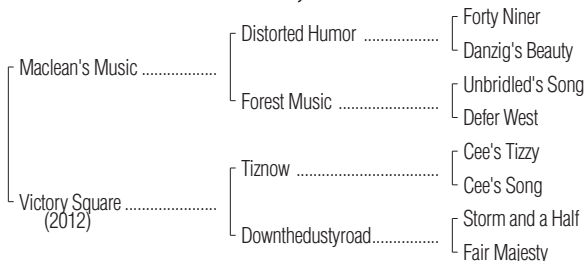 Forty Niner
Distorted Humor ..................
Danzig's Beauty
Maclean's Music ..................
Unbridled's Song
Forest Music ........................
Defer West
Cee's Tizzy
Tiznow ..................................
Cee's Song
Victory Square ......................
(2012)
Storm and a Half
Downthedustyroad................
Fair Majesty